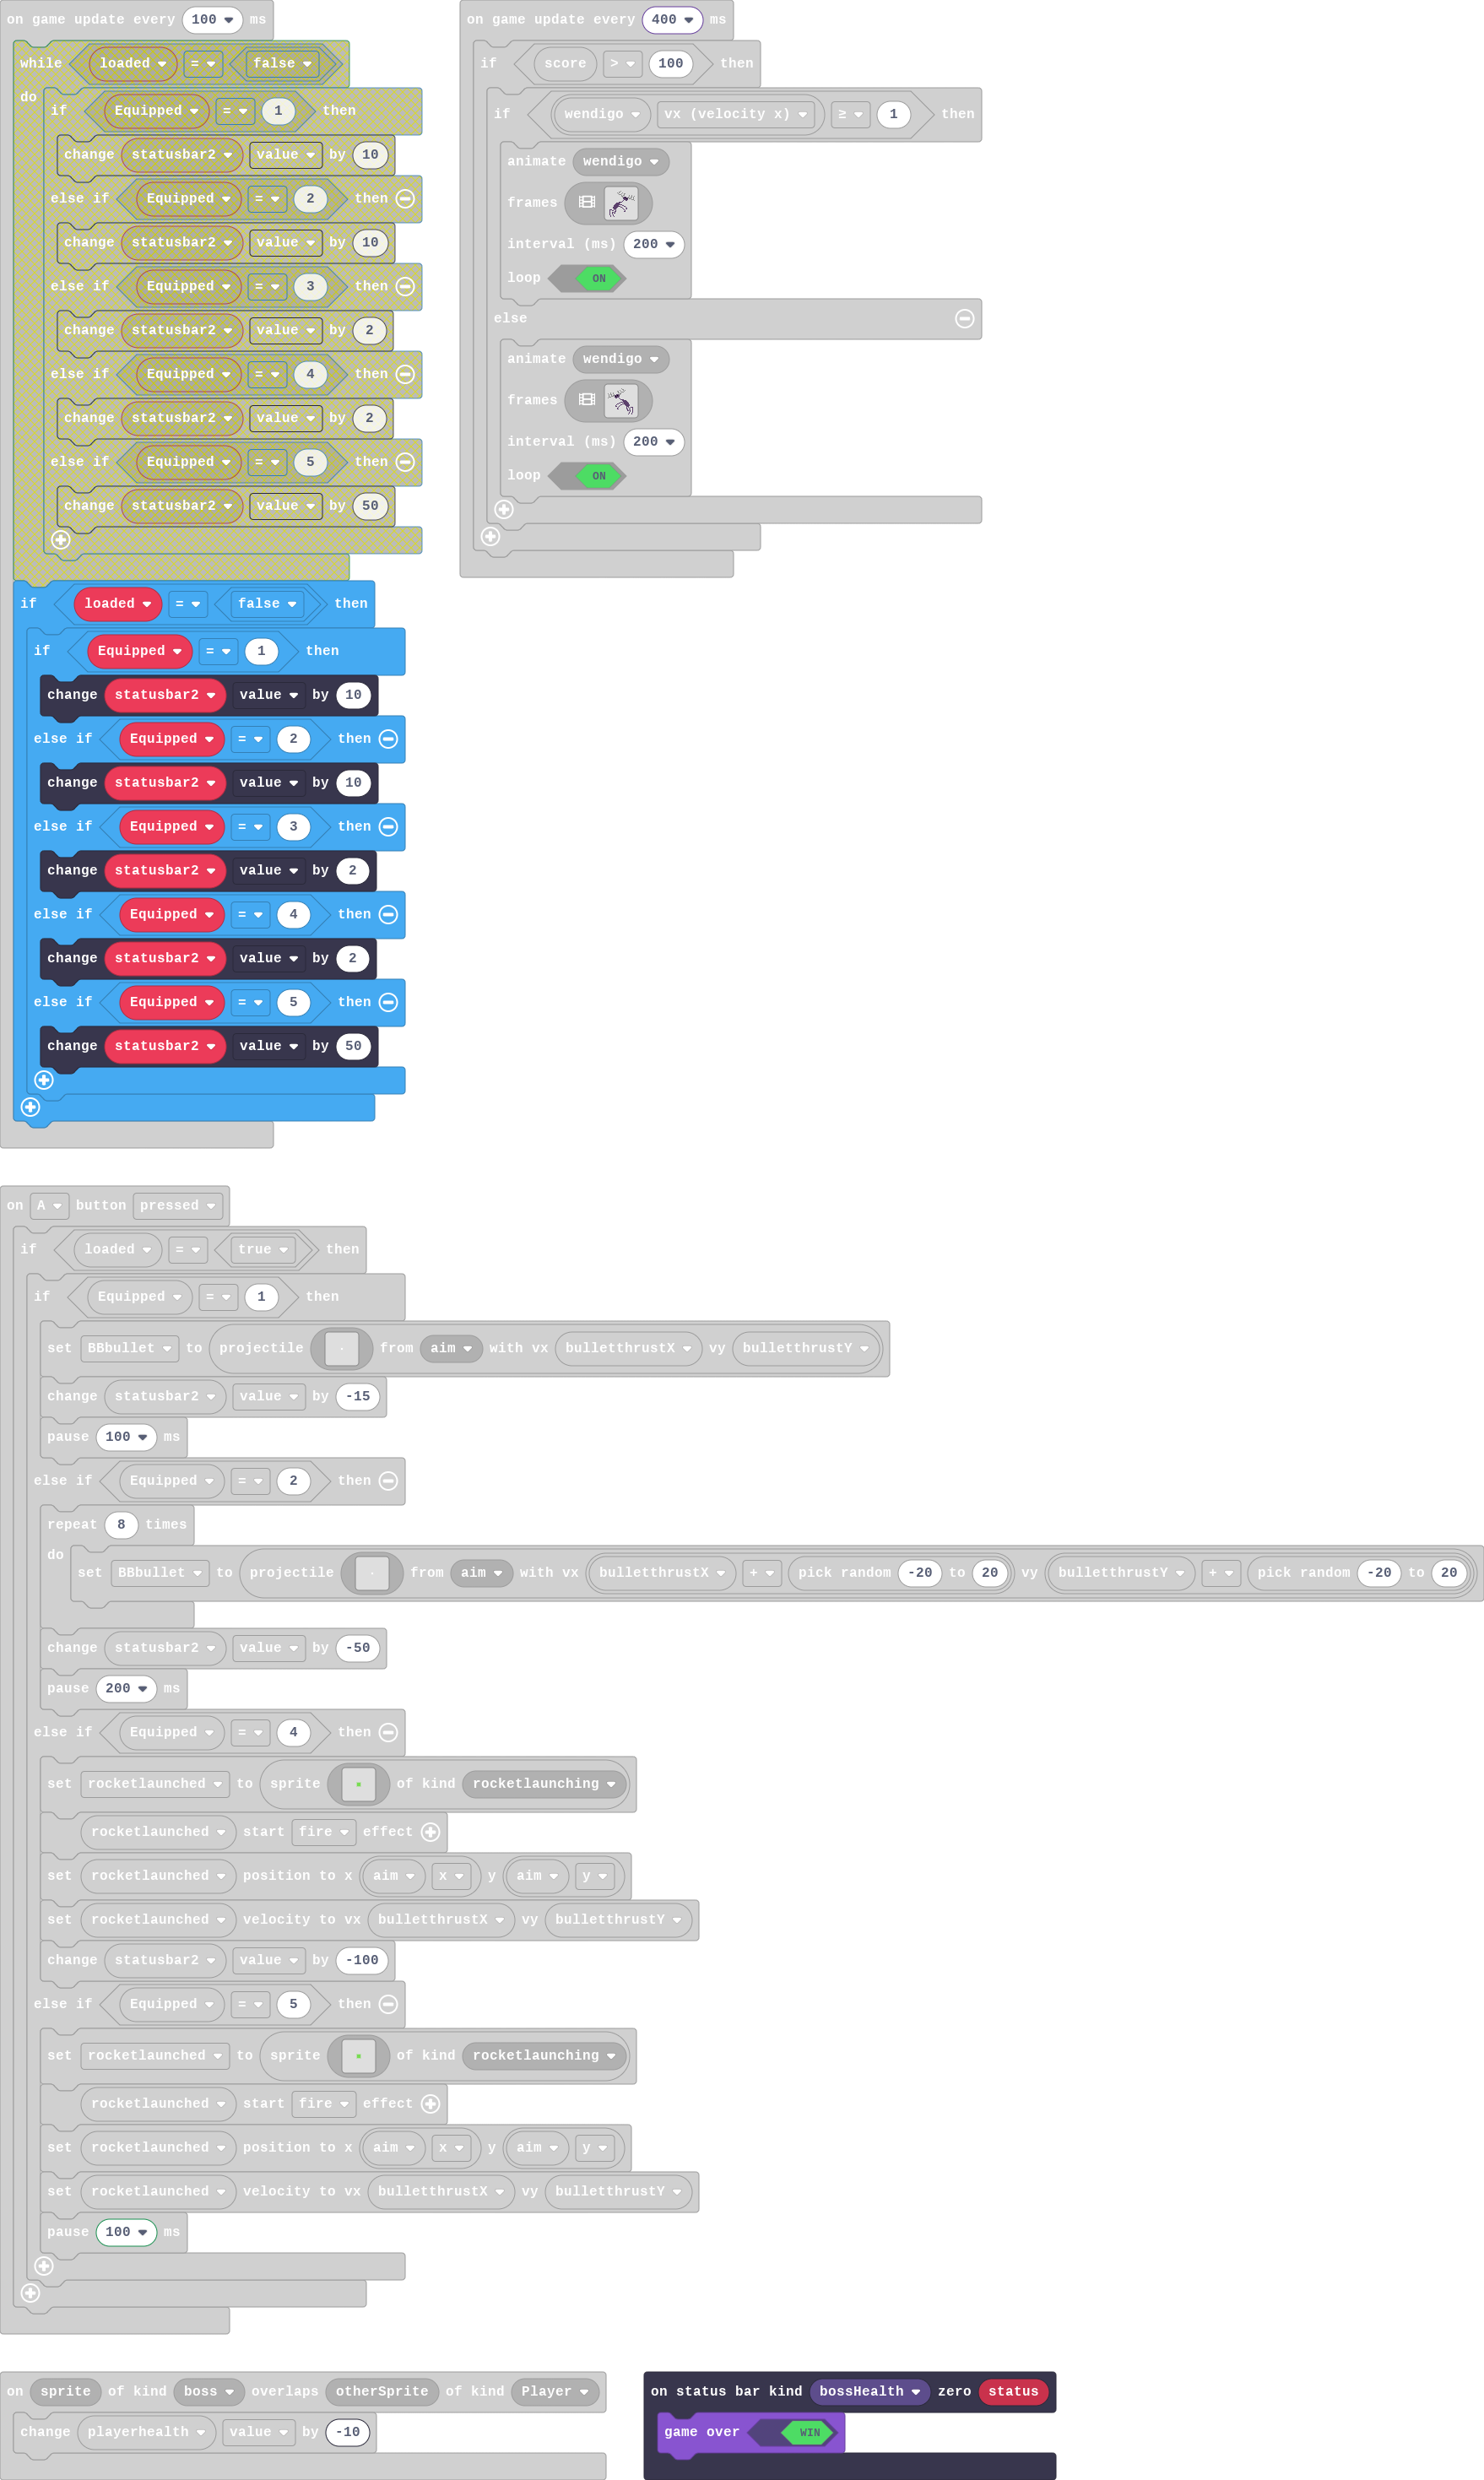 on game update every 100 ms
while loaded = false
do
if Equipped = 1 then
change statusbar2 value by 10
else if Equipped = 2 then
change statusbar2 value by 10
else if Equipped = 3 then
change statusbar2 value by 2
else if Equipped = 4 then
change statusbar2 value by 2
else if Equipped = 5 then
change statusbar2 value by 50
if loaded = false then
if Equipped = 1 then
change statusbar2 value by 10
else if Equipped = 2 then
change statusbar2 value by 10
else if Equipped = 3 then
change statusbar2 value by 2
else if Equipped = 4 then
change statusbar2 value by 2
else if Equipped = 5 then
change statusbar2 value by 50
on game update every 400 ms
if score > 100 then
if wendigo vx (velocity x) ≥ 1 then
animate wendigo
frames
interval (ms) 200
loop ON
else
animate wendigo
frames
interval (ms) 200
loop ON
on A button pressed
if loaded = true then
if Equipped = 1 then
set BBbullet to projectile from aim with vx bulletthrustX vy bulletthrustY
change statusbar2 value by -15
pause 100 ms
else if Equipped = 2 then
repeat 8 times
do
set BBbullet to projectile from aim with vx bulletthrustX + pick random -20 to 20 vy bulletthrustY + pick random -20 to 20
change statusbar2 value by -50
pause 200 ms
else if Equipped = 4 then
set rocketlaunched to sprite of kind rocketlaunching
rocketlaunched start fire effect
set rocketlaunched position to x aim x y aim y
set rocketlaunched velocity to vx bulletthrustX vy bulletthrustY
change statusbar2 value by -100
else if Equipped = 5 then
set rocketlaunched to sprite of kind rocketlaunching
rocketlaunched start fire effect
set rocketlaunched position to x aim x y aim y
set rocketlaunched velocity to vx bulletthrustX vy bulletthrustY
pause 100 ms
on sprite of kind boss overlaps otherSprite of kind Player
change playerhealth value by -10
on status bar kind bossHealth zero status
game over WIN